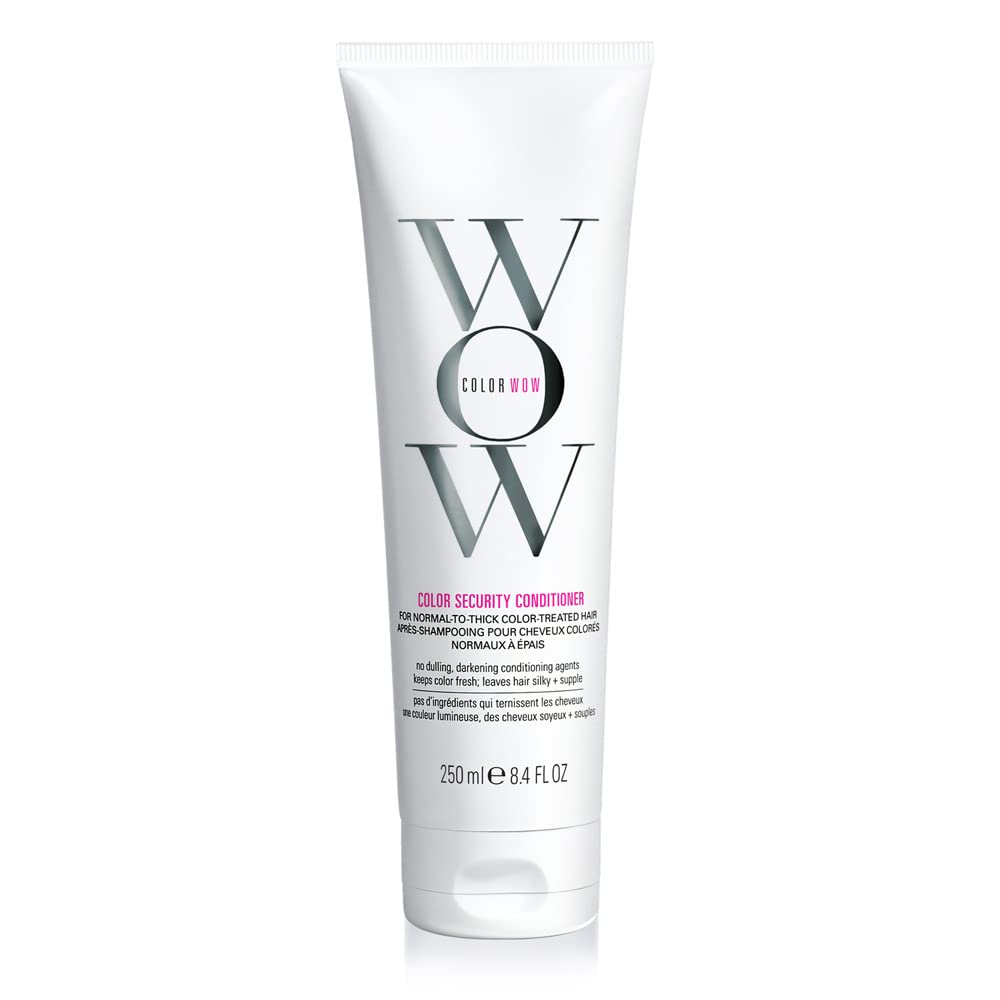 W
O
COLOR WOW
W
COLOR SECURITY CONDITIONER
FOR NORMAL-TO-THICK COLOR-TREATED HAIR
APRÈS-SHAMPOOING POUR CHEVEUX COLORÉS
NORMAUX À ÉPAIS
no dulling, darkening conditioning agents
keeps color fresh; leaves hair silky + supple
pas d'ingrédients qui ternissent les cheveux
une couleur lumineuse, des cheveux soyeux + souples
250 ml e 8.4 FL OZ